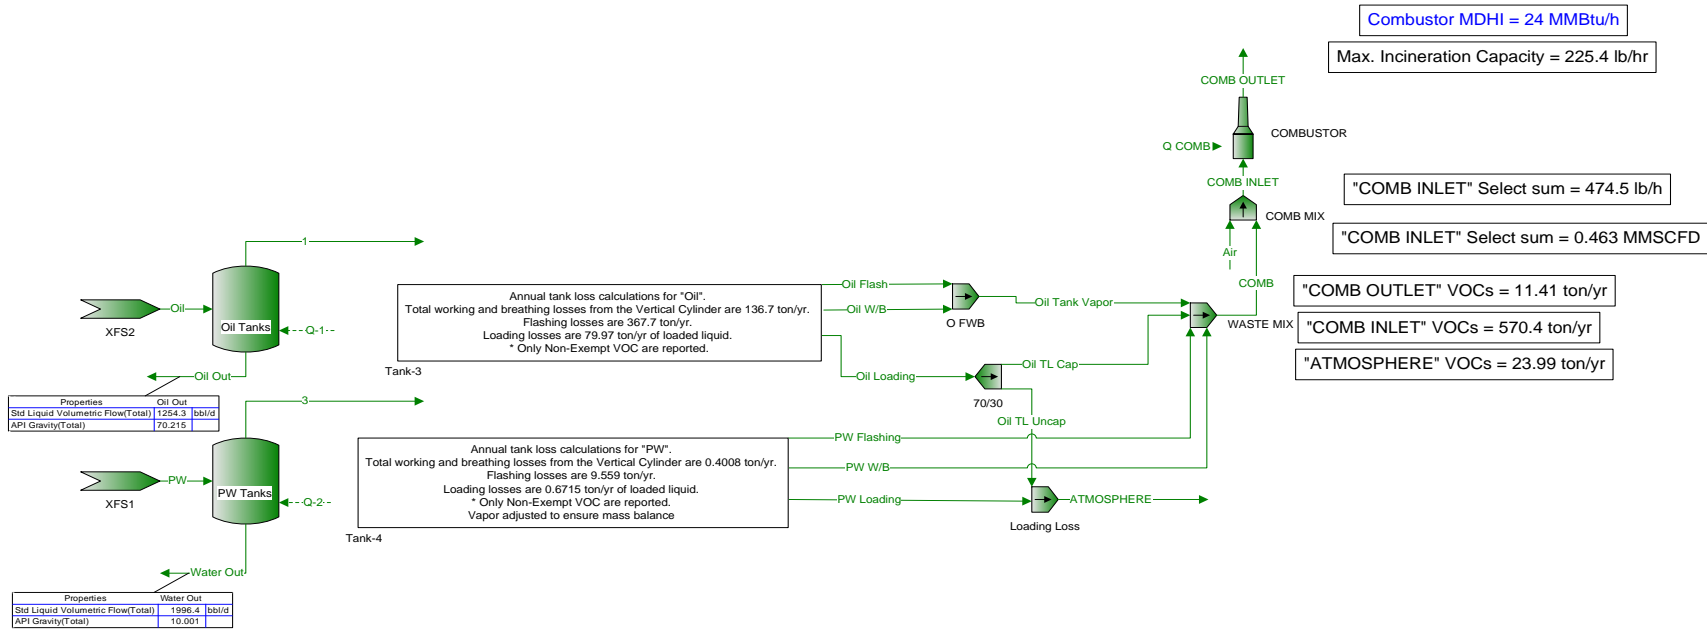 Combustor MDHI = 24 MMBtu/h
Max. Incineration Capacity = 225.4 lb/hr
COMB OUTLET
COMBUSTOR
Q COMB
COMB INLET
"COMB INLET" Select sum = 474.5 lb/h
COMB MIX
"COMB INLET" Select sum = 0.463 MMSCFD
1
Air
COMB
Oil
XFS2
Oil Tanks
Q-1
Annual tank loss calculations for "Oil".
Total working and breathing losses from the Vertical Cylinder are 136.7 ton/yr.
Flashing losses are 367.7 ton/yr.
Loading losses are 79.97 ton/yr of loaded liquid.
* Only Non-Exempt VOC are reported.
Tank-3
Oil Flash
Oil W/B
O FWB
Oil Tank Vapor
WASTE MIX
"COMB OUTLET" VOCs = 11.41 ton/yr
"COMB INLET" VOCs = 570.4 ton/yr
"ATMOSPHERE" VOCs = 23.99 ton/yr
Oil Loading
70/30
Oil TL Cap
Oil TL Uncap
Oil Out
Properties Oil Out
Std Liquid Volumetric Flow(Total) 1254.3 bbl/d
API Gravity(Total) 70.215
3
PW
XFS1
PW Tanks
Q-2
Annual tank loss calculations for "PW".
Total working and breathing losses from the Vertical Cylinder are 0.4008 ton/yr.
Flashing losses are 9.559 ton/yr.
Loading losses are 0.6715 ton/yr of loaded liquid.
* Only Non-Exempt VOC are reported.
Vapor adjusted to ensure mass balance
Tank-4
PW Flashing
PW W/B
PW Loading
ATMOSPHERE
Loading Loss
Water Out
Properties Water Out
Std Liquid Volumetric Flow(Total) 1996.4 bbl/d
API Gravity(Total) 10.001